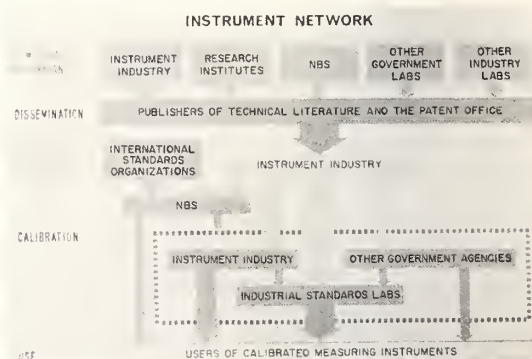 INSTRUMENT NETWORK
INSTRUMENT INDUSTRY
RESEARCH INSTITUTES
NBS
OTHER GOVERNMENT LABS
OTHER INDUSTRY LABS
DISSEMINATION
PUBLISHERS OF TECHNICAL LITERATURE AND THE PATENT OFFICE
INTERNATIONAL STANDARDS ORGANIZATIONS
INSTRUMENT INDUSTRY
NBS
CALIBRATION
INSTRUMENT INDUSTRY
OTHER GOVERNMENT AGENCIES
INDUSTRIAL STANDARDS LABS.
USE
USERS OF CALIBRATED MEASURING INSTRUMENTS